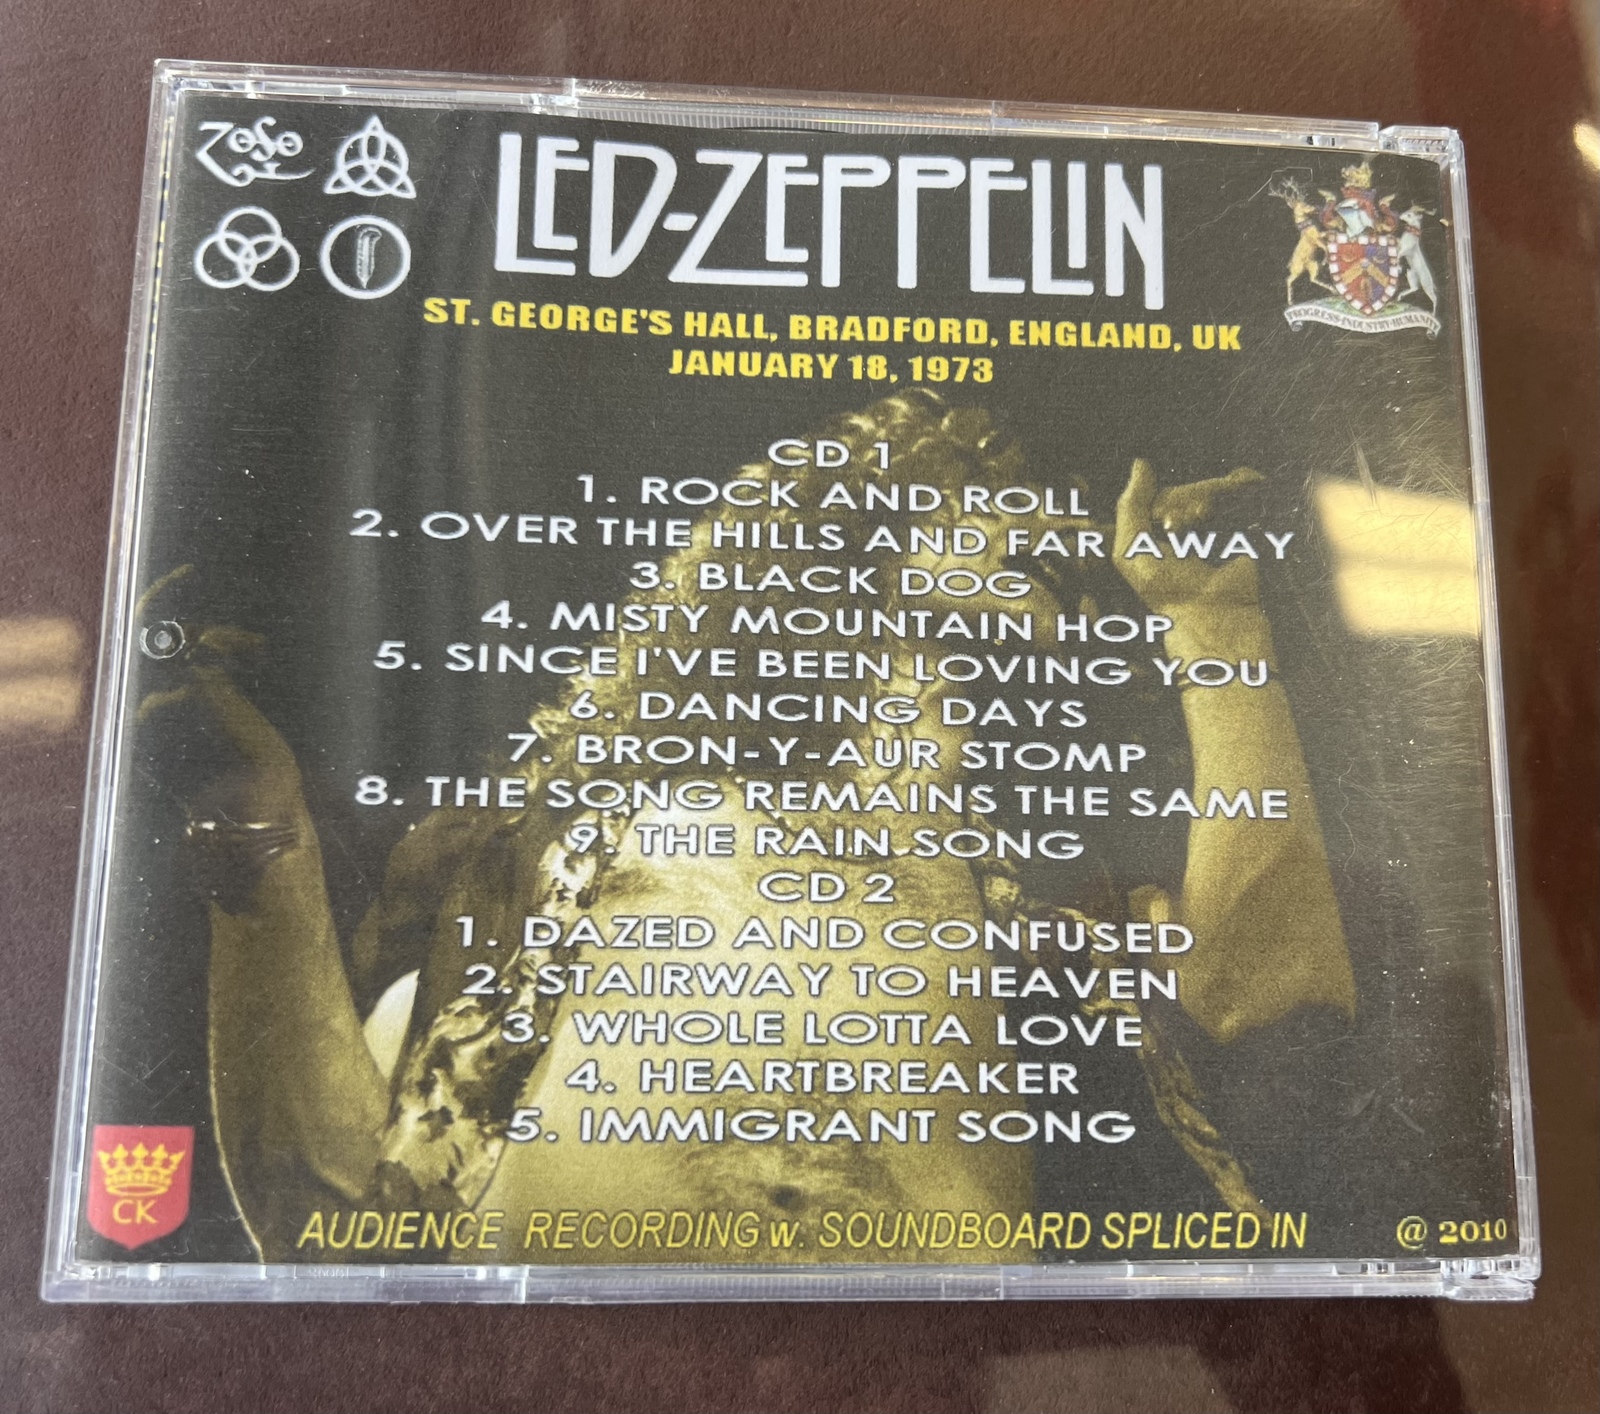 ZOSO
LED-ZEPPELIN
PROGRESS·INDUSTRY·HUMANITY
ST. GEORGE'S HALL, BRADFORD, ENGLAND, UK
JANUARY 18, 1973
CD 1
1. ROCK AND ROLL
2. OVER THE HILLS AND FAR AWAY
3. BLACK DOG
4. MISTY MOUNTAIN HOP
5. SINCE I'VE BEEN LOVING YOU
6. DANCING DAYS
7. BRON-Y-AUR STOMP
8. THE SONG REMAINS THE SAME
9. THE RAIN SONG
CD 2
1. DAZED AND CONFUSED
2. STAIRWAY TO HEAVEN
3. WHOLE LOTTA LOVE
4. HEARTBREAKER
5. IMMIGRANT SONG
CK
AUDIENCE RECORDING w. SOUNDBOARD SPLICED IN
@ 2010